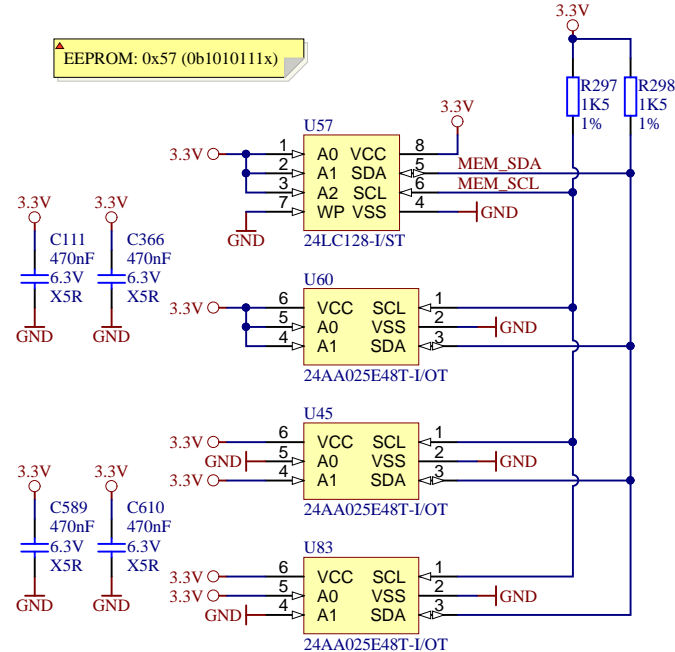 3.3V
EEPROM: 0x57 (0b1010111x)
R297
1K5
1%
R298
1K5
1%
3.3V
U57
3.3V
1 A0 VCC 8
2 A1 SDA 5 MEM_SDA
3 A2 SCL 6 MEM_SCL
7 WP VSS 4 GND
GND
24LC128-I/ST
3.3V
C111
470nF
6.3V
X5R
GND
3.3V
C366
470nF
6.3V
X5R
GND
U60
3.3V 6 VCC SCL 1
5 A0 VSS 2 GND
4 A1 SDA 3
24AA025E48T-I/OT
U45
3.3V 6 VCC SCL 1
GND 5 A0 VSS 2 GND
3.3V 4 A1 SDA 3
24AA025E48T-I/OT
3.3V
C589
470nF
6.3V
X5R
GND
3.3V
C610
470nF
6.3V
X5R
GND
U83
3.3V 6 VCC SCL 1
3.3V 5 A0 VSS 2 GND
GND 4 A1 SDA 3
24AA025E48T-I/OT